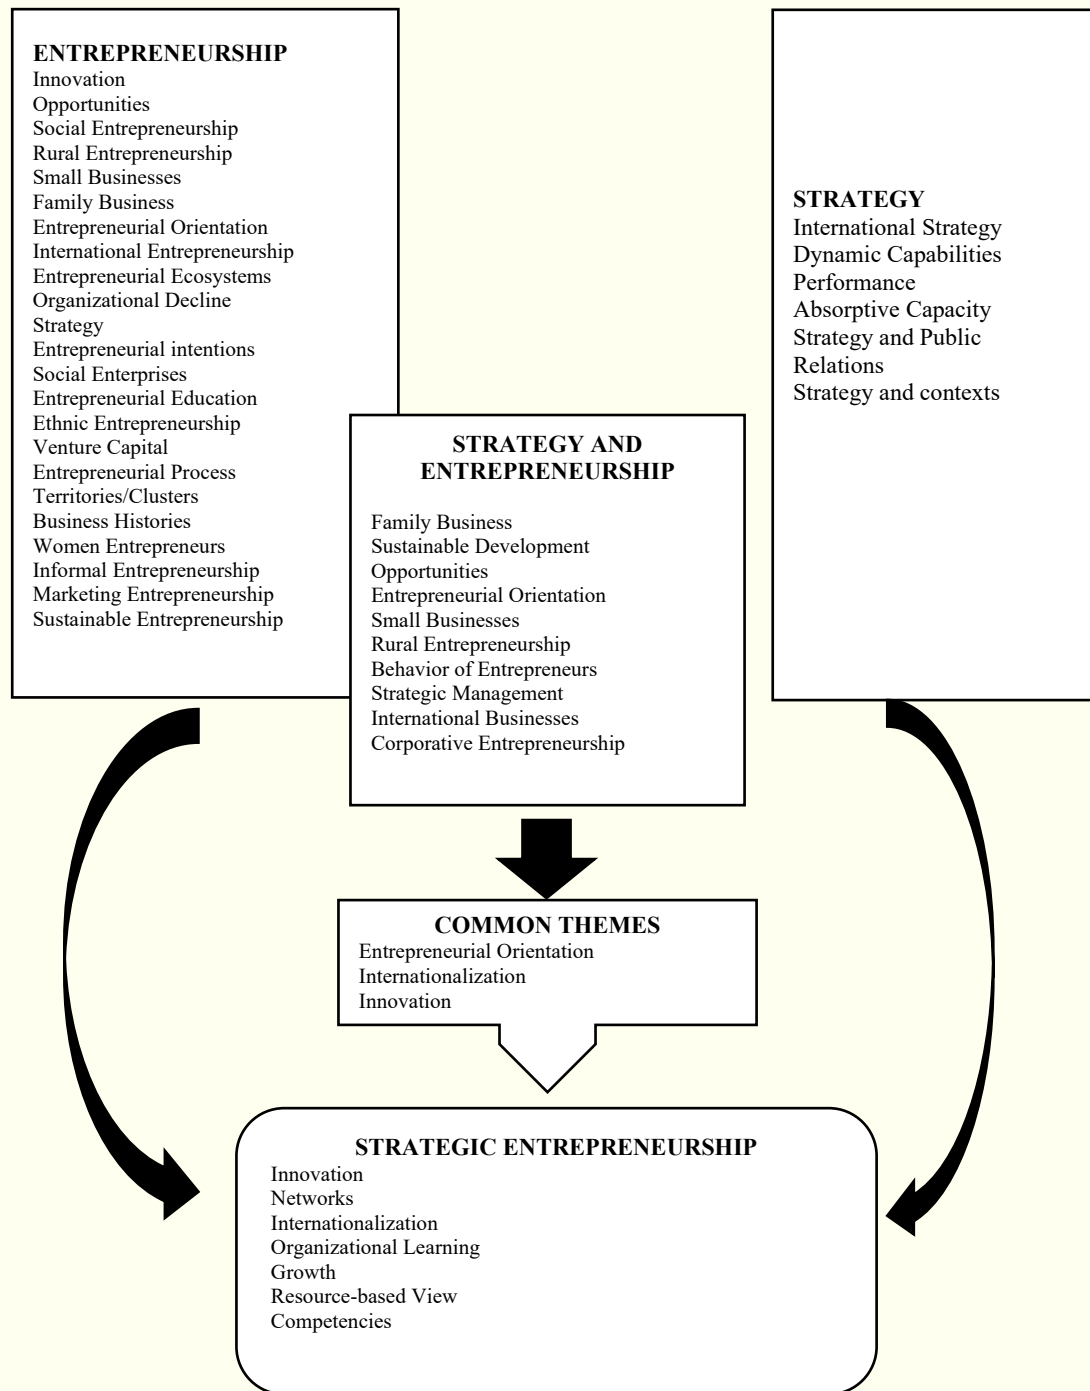 ENTREPRENEURSHIP
Innovation
Opportunities
Social Entrepreneurship
Rural Entrepreneurship
Small Businesses
Family Business
Entrepreneurial Orientation
International Entrepreneurship
Entrepreneurial Ecosystems
Organizational Decline
Strategy
Entrepreneurial intentions
Social Enterprises
Entrepreneurial Education
Ethnic Entrepreneurship
Venture Capital
Entrepreneurial Process
Territories/Clusters
Business Histories
Women Entrepreneurs
Informal Entrepreneurship
Marketing Entrepreneurship
Sustainable Entrepreneurship
STRATEGY
International Strategy
Dynamic Capabilities
Performance
Absorptive Capacity
Strategy and Public
Relations
Strategy and contexts
STRATEGY AND
ENTREPRENEURSHIP
Family Business
Sustainable Development
Opportunities
Entrepreneurial Orientation
Small Businesses
Rural Entrepreneurship
Behavior of Entrepreneurs
Strategic Management
International Businesses
Corporative Entrepreneurship
COMMON THEMES
Entrepreneurial Orientation
Internationalization
Innovation
STRATEGIC ENTREPRENEURSHIP
Innovation
Networks
Internationalization
Organizational Learning
Growth
Resource-based View
Competencies